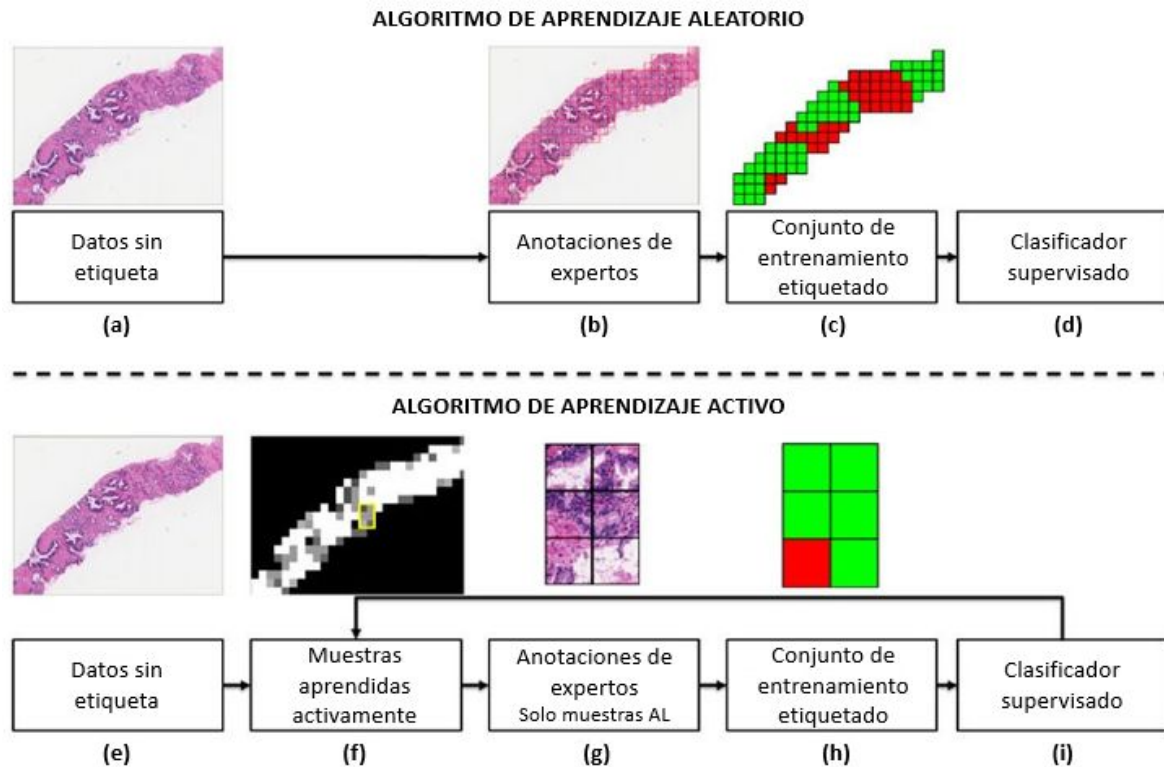 ALGORITMO DE APRENDIZAJE ALEATORIO
Datos sin
etiqueta
Anotaciones de
expertos
Conjunto de
entrenamiento
etiquetado
Clasificador
supervisado
(a)
(b)
(c)
(d)
ALGORITMO DE APRENDIZAJE ACTIVO
Datos sin
etiqueta
Muestras
aprendidas
activamente
Anotaciones de
expertos
Solo muestras AL
Conjunto de
entrenamiento
etiquetado
Clasificador
supervisado
(e)
(f)
(g)
(h)
(i)